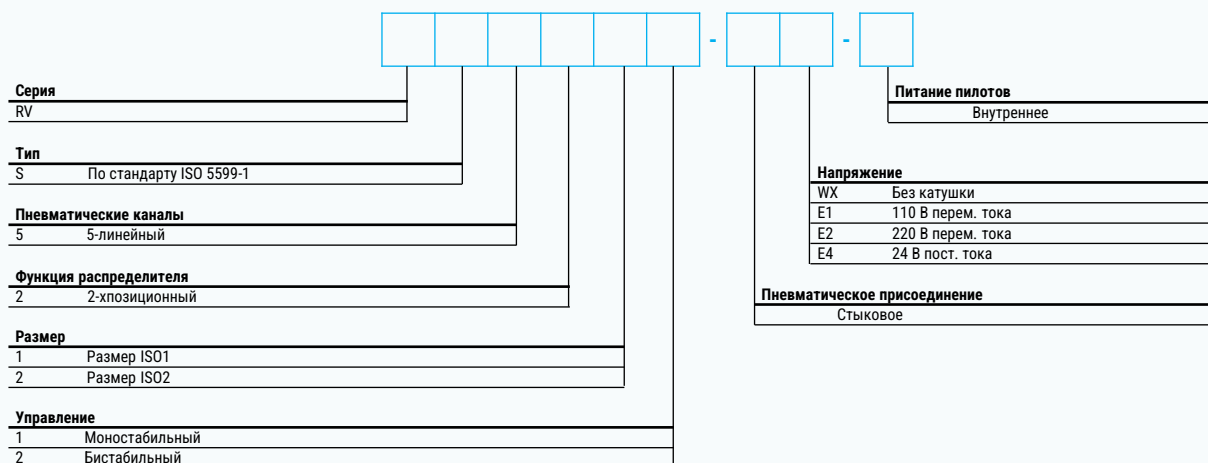 - -
Серия
RV
Тип
S По стандарту ISO 5599-1
Пневматические каналы
5 5-линейный
Функция распределителя
2 2-хпозиционный
Размер
1 Размер ISO1
2 Размер ISO2
Управление
1 Моностабильный
2 Бистабильный
Питание пилотов
Внутреннее
Напряжение
WX Без катушки
E1 110 В перем. тока
E2 220 В перем. тока
E4 24 В пост. тока
Пневматическое присоединение
Стыковое